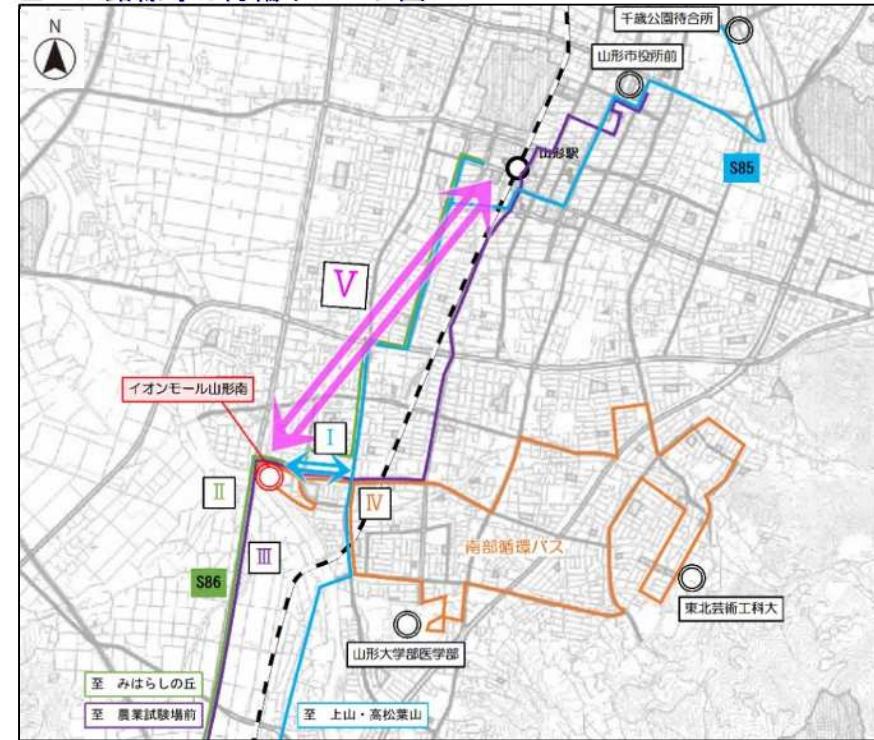 N
千歳公園待合所
山形市役所前
山形駅
S85
V
イオンモール山形南
I
II
IV
III
南部循環バス
S86
東北芸術工科大
山形大学部医学部
至 みはらしの丘
至 農業試験場前
至 上山・高松葉山